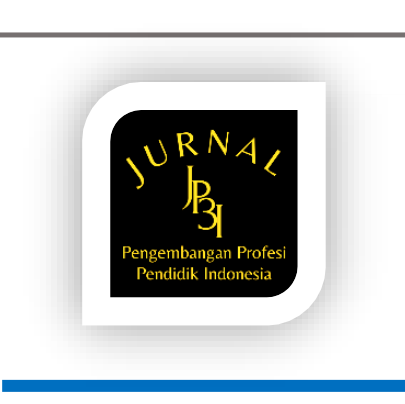 JURNAL
JP3I
Pengembangan Profesi
Pendidik Indonesia